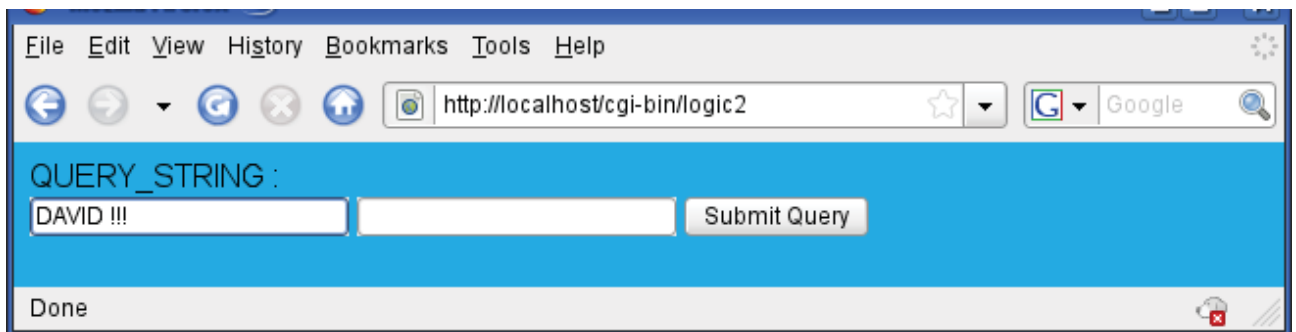 File Edit View History Bookmarks Tools Help
http://localhost/cgi-bin/logic2 G Google
QUERY_STRING :
DAVID !!! Submit Query
Done